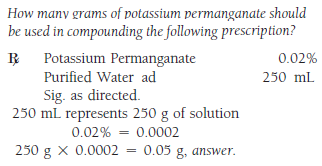 How many grams of potassium permanganate should
be used in compounding the following prescription?
℞ Potassium Permanganate 0.02%
Purified Water ad 250 mL
Sig. as directed.
250 mL represents 250 g of solution
0.02% = 0.0002
250 g × 0.0002 = 0.05 g, answer.